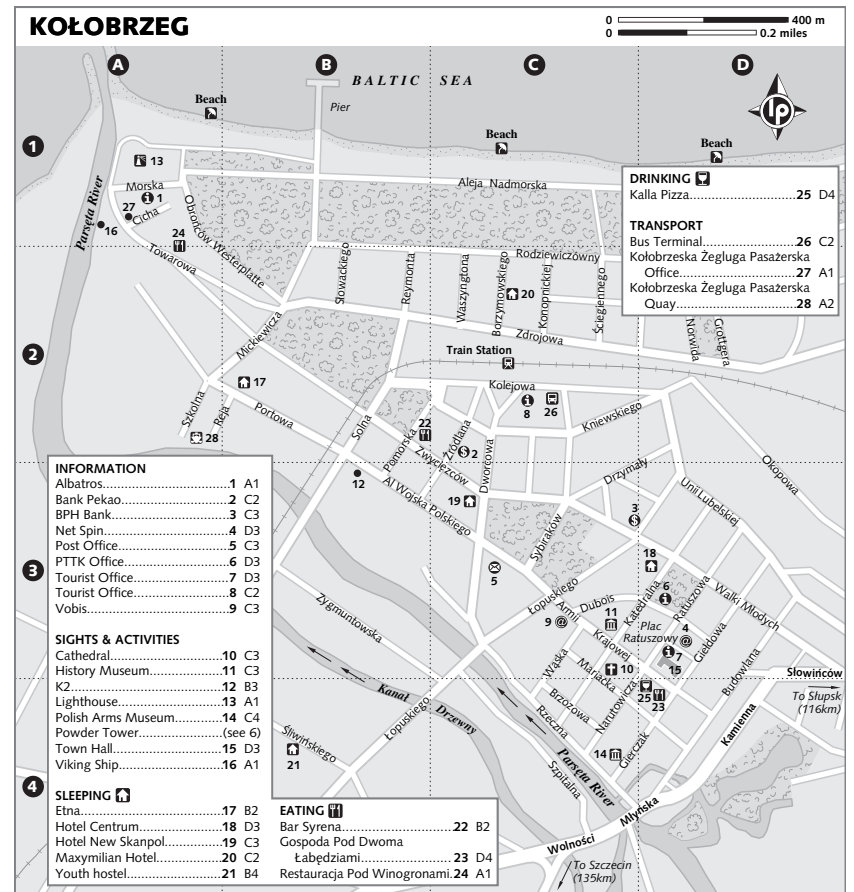 KOŁOBRZEG
0 400 m
0 0.2 miles
A B C D
BALTIC SEA
Pier
Beach
Beach
Beach
lp
1
13
Morska
1
27
Cicha
16
Parsęta River
24
Obrońców Westerplatte
Towarowa
Aleja Nadmorska
DRINKING
Kalla Pizza 25 D4
TRANSPORT
Bus Terminal 26 C2
Kołobrzeska Żegluga Pasażerska
Office 27 A1
Kołobrzeska Żegluga Pasażerska
Quay 28 A2
Rodziewiczówny
Słowackiego
Reymonta
Waszyngtona
Borzymowskiego
20
Konopnickiej
Ściegiennego
Norwida
Grottgera
Zdrojowa
2
Mickiewicza
Train Station
Kolejowa
17
8
26
Szkolna
Reja
Portowa
28
Solna
Pomorska
22
Źródlana
2
Zwycięzców
Dworcowa
Kniewskiego
Okopowa
12
Al Wojska Polskiego
19
Drzymały
Unii Lubelskiej
3
INFORMATION
Albatros 1 A1
Bank Pekao 2 C2
BPH Bank 3 C3
Net Spin 4 D3
Post Office 5 C3
PTTK Office 6 D3
Tourist Office 7 D3
Tourist Office 8 C2
Vobis 9 C3
SIGHTS & ACTIVITIES
Cathedral 10 C3
History Museum 11 C3
K2 12 B3
Lighthouse 13 A1
Polish Arms Museum 14 C4
Powder Tower (see 6)
Town Hall 15 D3
Viking Ship 16 A1
SLEEPING
Etna 17 B2
Hotel Centrum 18 D3
Hotel New Skanpol 19 C3
Maxymilian Hotel 20 C2
Youth hostel 21 B4
EATING
Bar Syrena 22 B2
Gospoda Pod Dwoma
Łabędziami 23 D4
Restauracja Pod Winogronami 24 A1
3
5
Sybiraków
18
6
Łopuskiego
Armii
Krajowej
9
Dubois
11
Katedralna
Ratuszowa
Walki Młodych
Plac
Ratuszowy
4
7
15
Giełdowa
Zygmuntowska
Wąska
Mariacka
10
Budowlana
Słowińców
To Słupsk
(116km)
4
Kanał Drzewny
Łopuskiego
Śliwińskiego
21
Brzozowa
Rzeczna
Narutowicza
25
23
Kamienna
14
Gierczak
Parsęta River
Szpitalna
Młyńska
Wolności
To Szczecin
(135km)